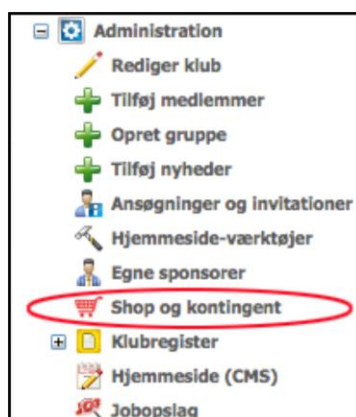 Administration
Rediger klub
Tilføj medlemmer
Opret gruppe
Tilføj nyheder
Ansøgninger og invitationer
Hjemmeside-værktøjer
Egne sponsorer
Shop og kontingent
Klubregister
Hjemmeside (CMS)
Jobopslag